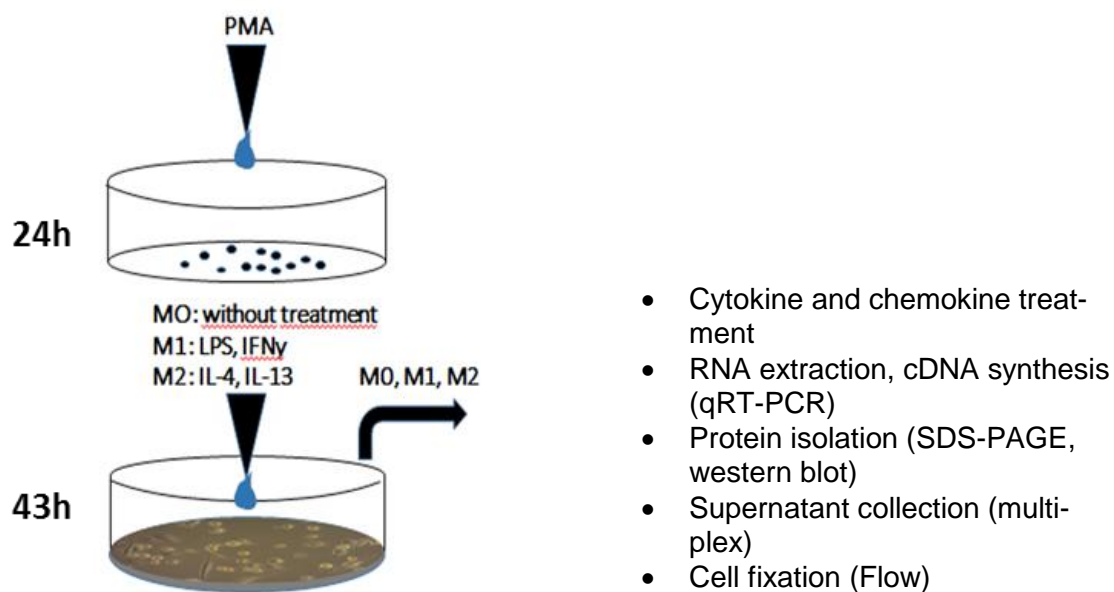 PMA
24h
MO: without treatment
M1: LPS, IFNy
M2: IL-4, IL-13
M0, M1, M2
43h
• Cytokine and chemokine treat-
ment
• RNA extraction, cDNA synthesis
(qRT-PCR)
• Protein isolation (SDS-PAGE,
western blot)
• Supernatant collection (multi-
plex)
• Cell fixation (Flow)